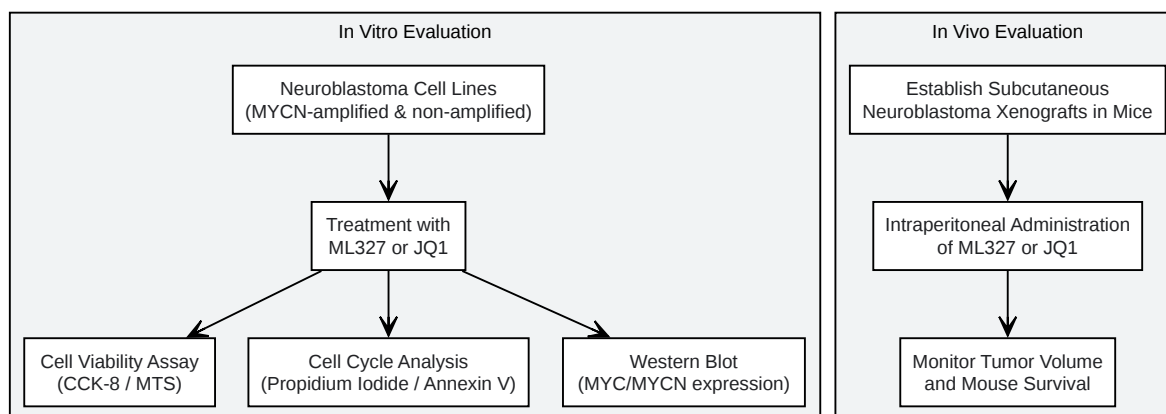 In Vitro Evaluation
Neuroblastoma Cell Lines
(MYCN-amplified & non-amplified)
Treatment with
ML327 or JQ1
Cell Viability Assay
(CCK-8 / MTS)
Cell Cycle Analysis
(Propidium Iodide / Annexin V)
Western Blot
(MYC/MYCN expression)
In Vivo Evaluation
Establish Subcutaneous
Neuroblastoma Xenografts in Mice
Intraperitoneal Administration
of ML327 or JQ1
Monitor Tumor Volume
and Mouse Survival